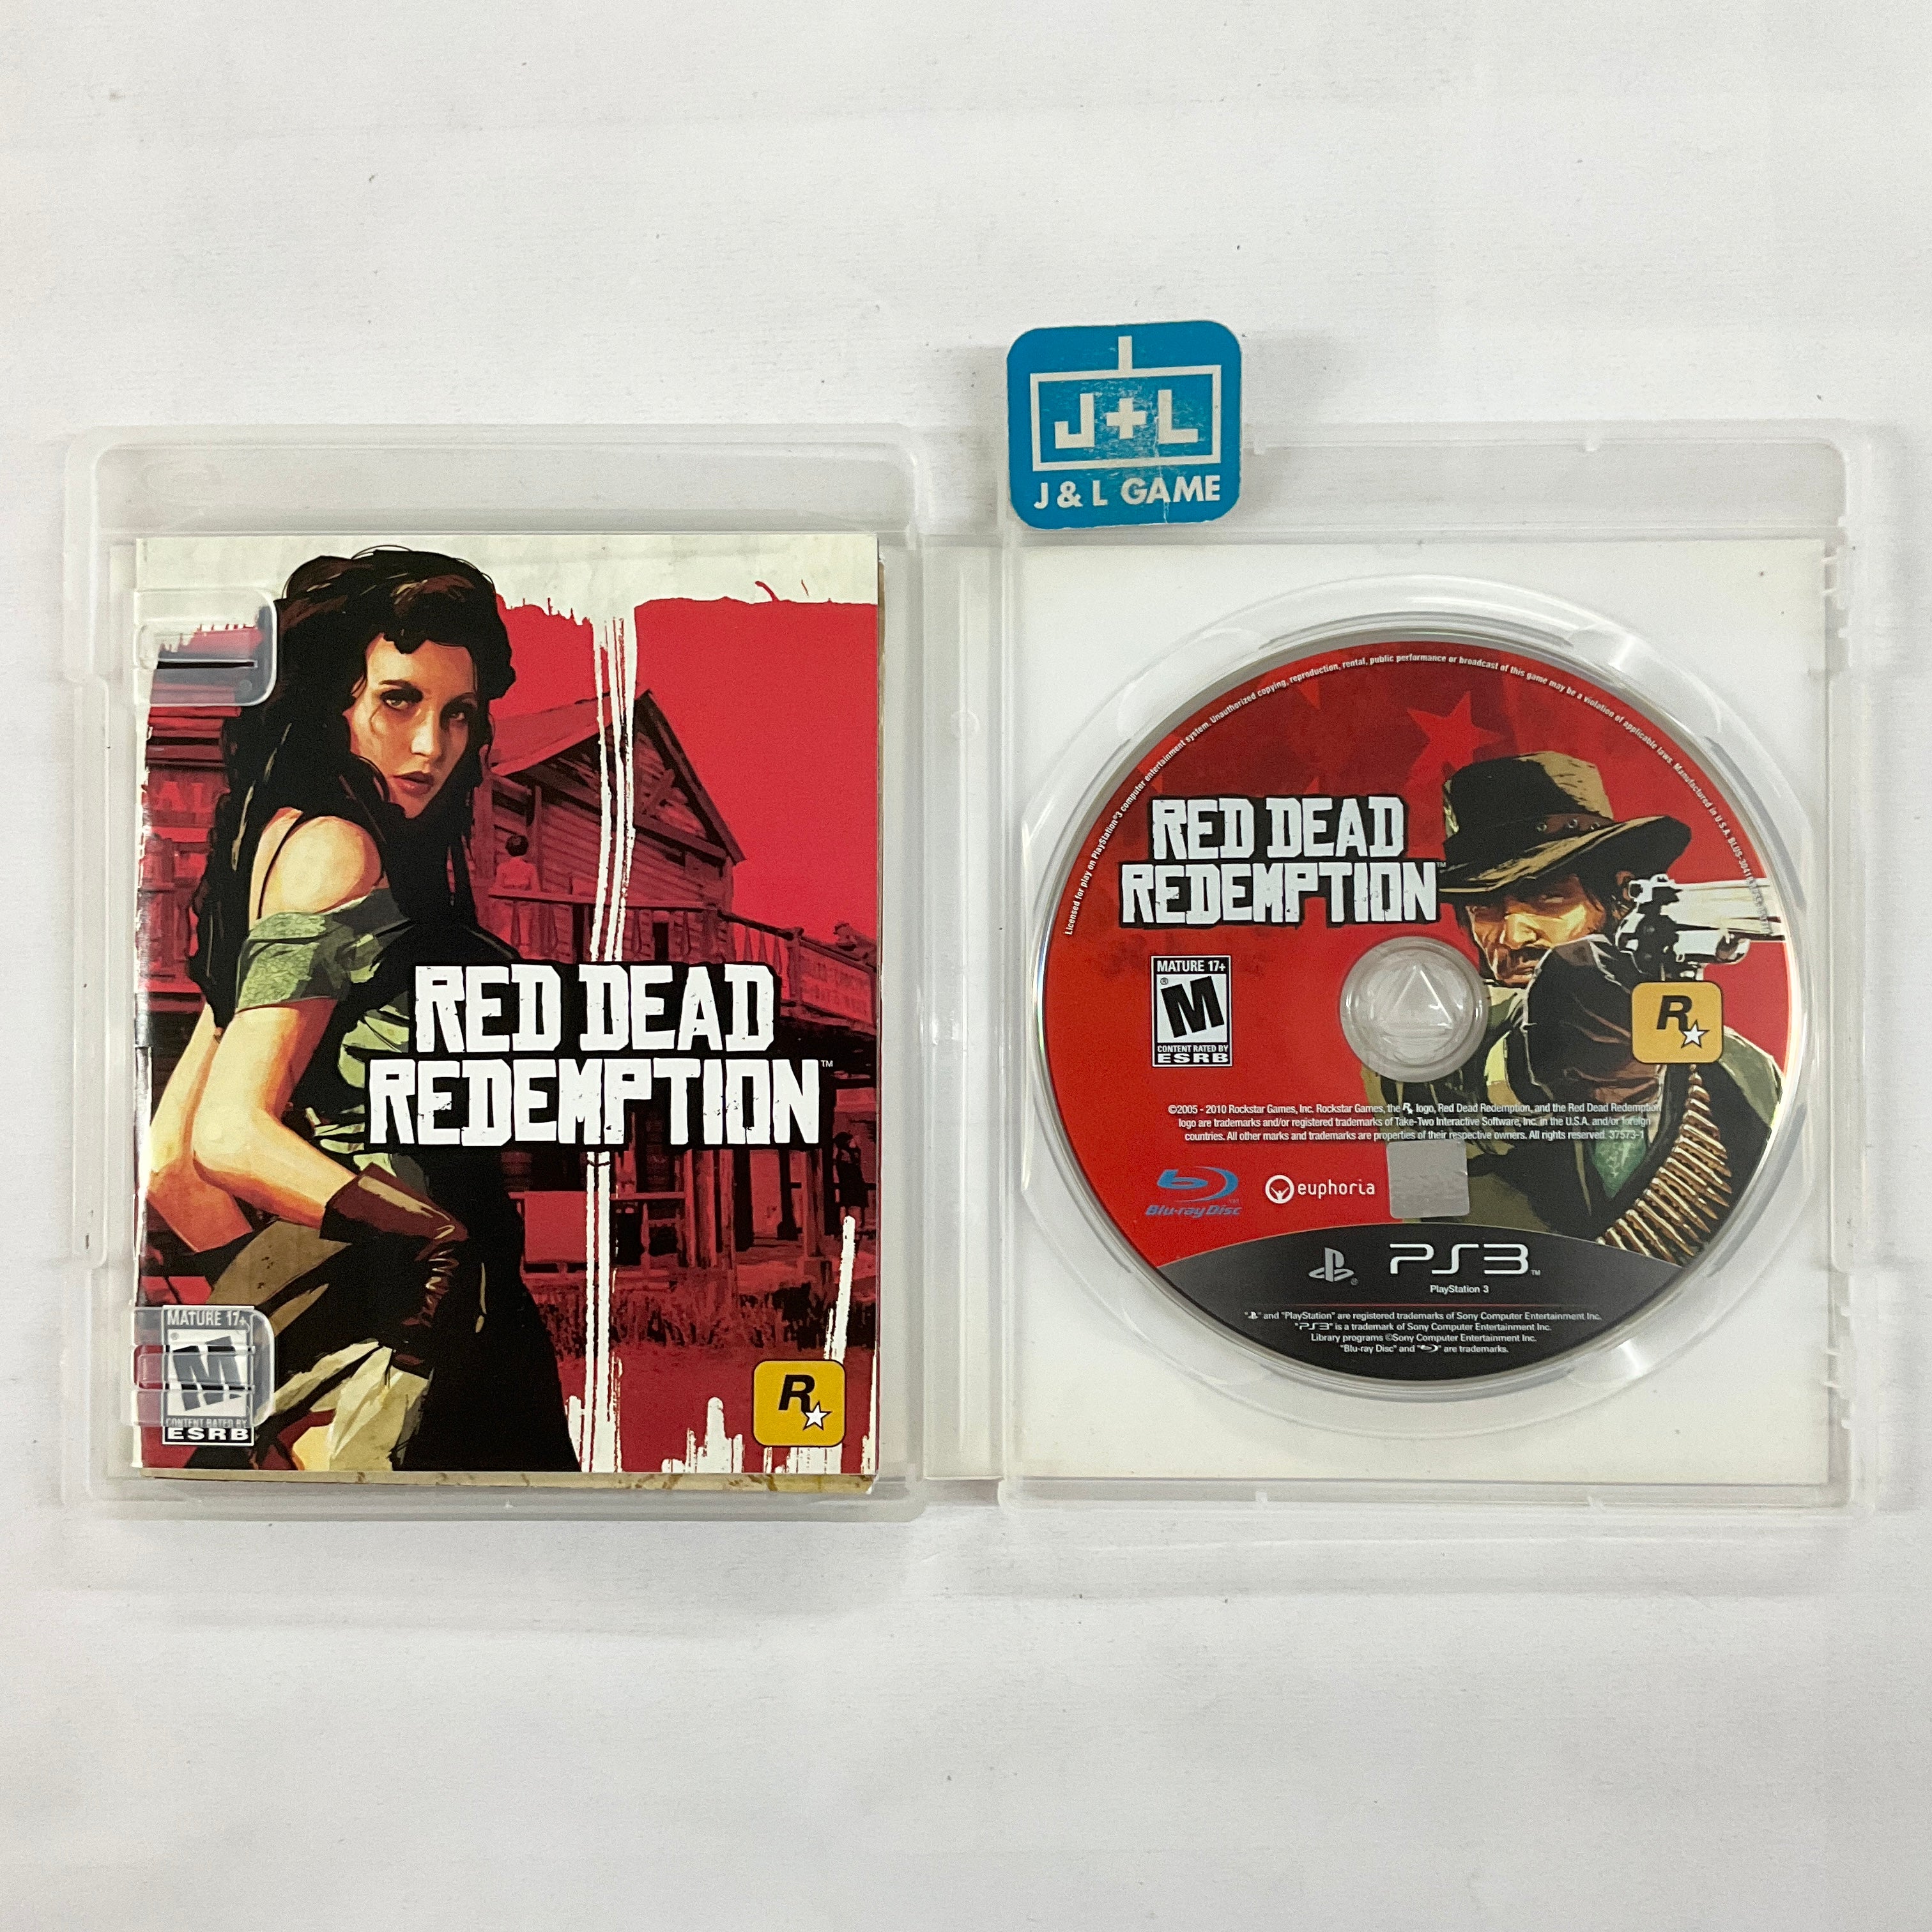 J+L
J & L GAME
RED DEAD
REDEMPTION™
MATURE 17+
M
CONTENT RATED BY
ESRB
R
Licensed for play on PlayStation®3 computer entertainment system. Unauthorized copying, reproduction, rental, public performance or broadcast of this game may be a violation of applicable laws. Manufactured in U.S.A.
RED DEAD
REDEMPTION™
MATURE 17+
M
CONTENT RATED BY
ESRB
R
©2005 - 2010 Rockstar Games, Inc. Rockstar Games, the R logo, Red Dead Redemption, and the Red Dead Redemption
logo are trademarks and/or registered trademarks of Take-Two Interactive Software, Inc. in the U.S.A. and/or foreign
countries. All other marks and trademarks are properties of their respective owners. All rights reserved. 37573-1
Blu-ray Disc
euphoria
PS3™
PlayStation 3
" " and "PlayStation" are registered trademarks of Sony Computer Entertainment Inc.
"PS3" is a trademark of Sony Computer Entertainment Inc.
Library programs ©Sony Computer Entertainment Inc.
"Blu-ray Disc" and " " are trademarks.